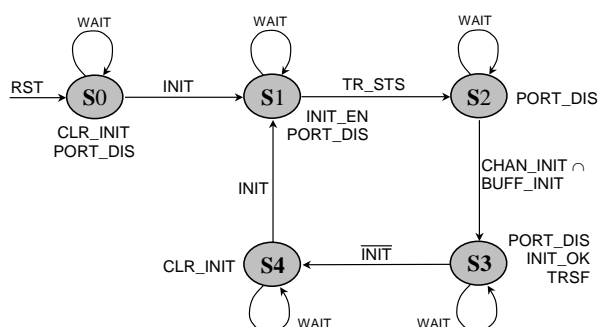 WAIT
WAIT
WAIT
RST
S0
INIT
S1
TR_STS
S2
PORT_DIS
CLR_INIT
PORT_DIS
INIT_EN
PORT_DIS
INIT
CHAN_INIT ∩
BUFF_INIT
CLR_INIT
S4
INIT
S3
PORT_DIS
INIT_OK
TRSF
WAIT
WAIT